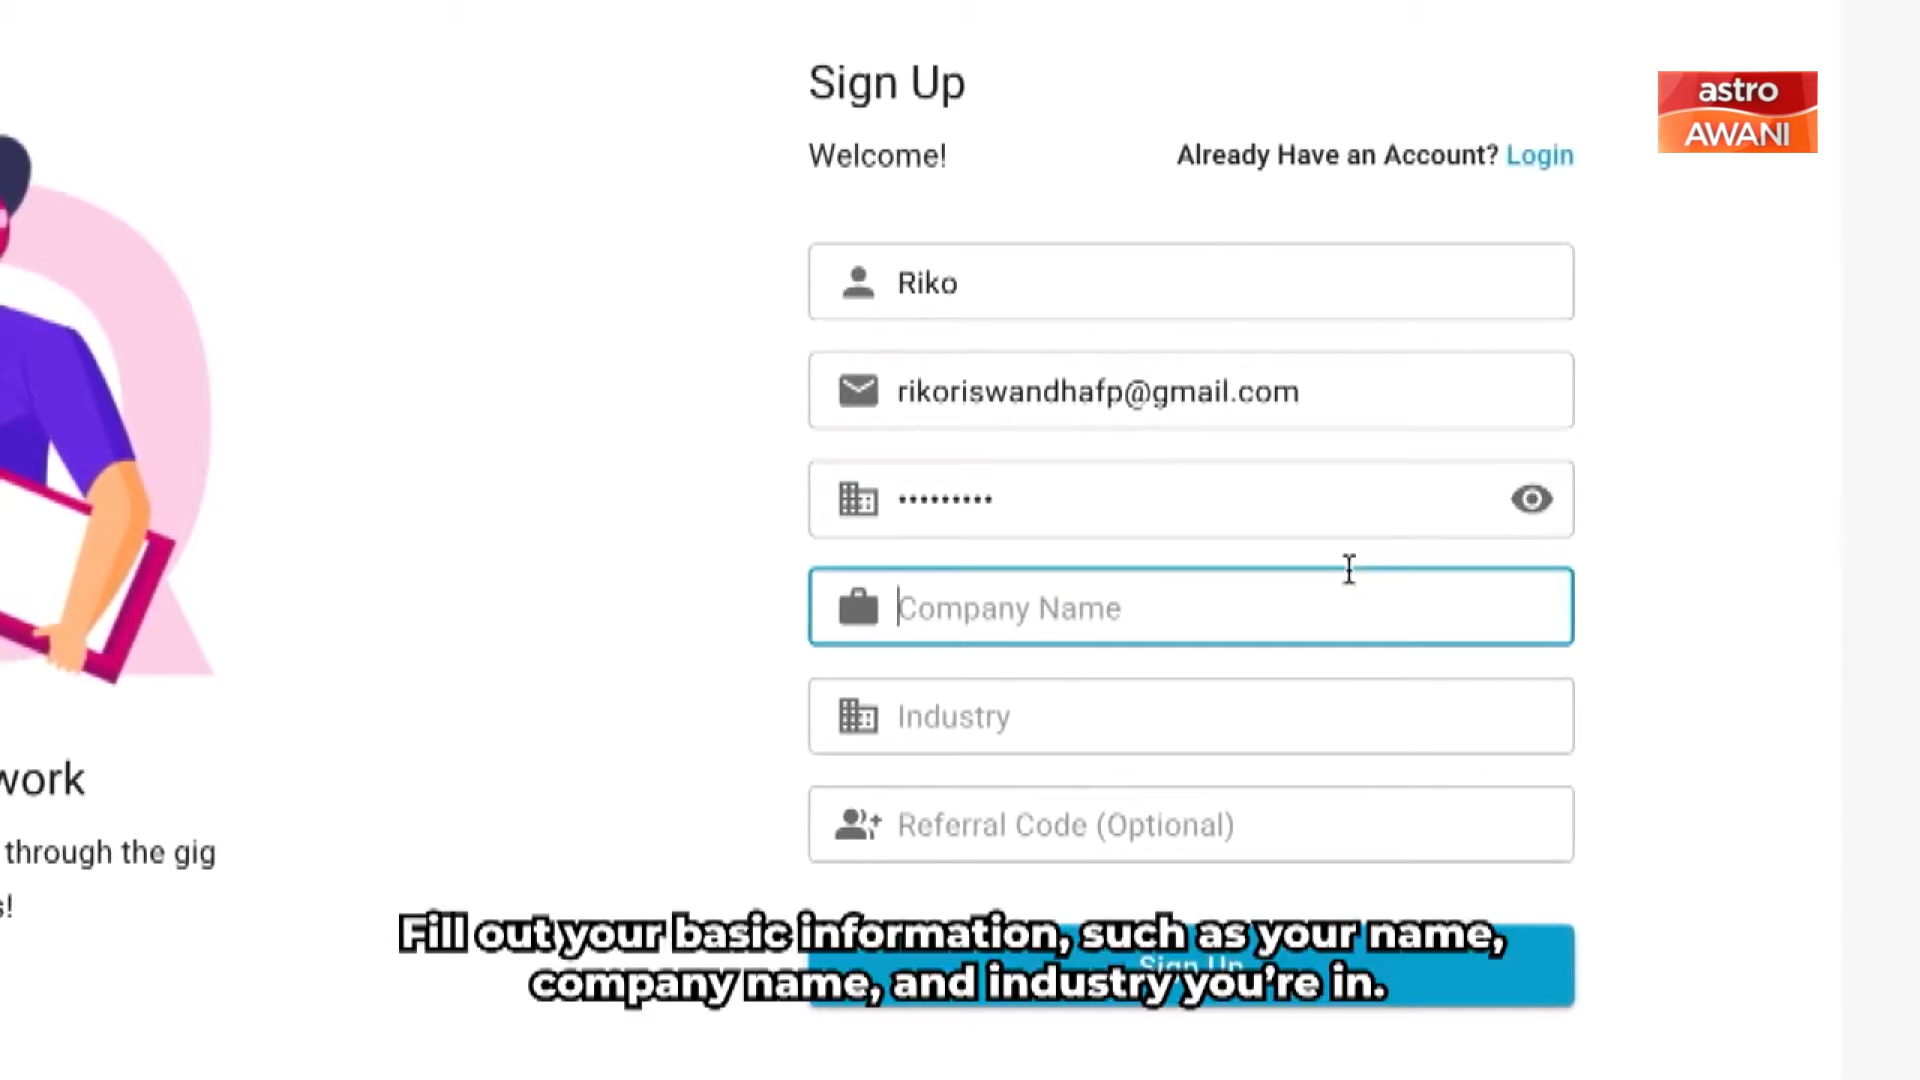 Sign Up
astro
AWANI
Welcome!
Already Have an Account? Login
Riko
rikoriswandhafp@gmail.com
•••••••••
Company Name
Industry
work
through the gig
s!
Referral Code (Optional)
Sign Up
Fill out your basic information, such as your name,
company name, and industry you're in.